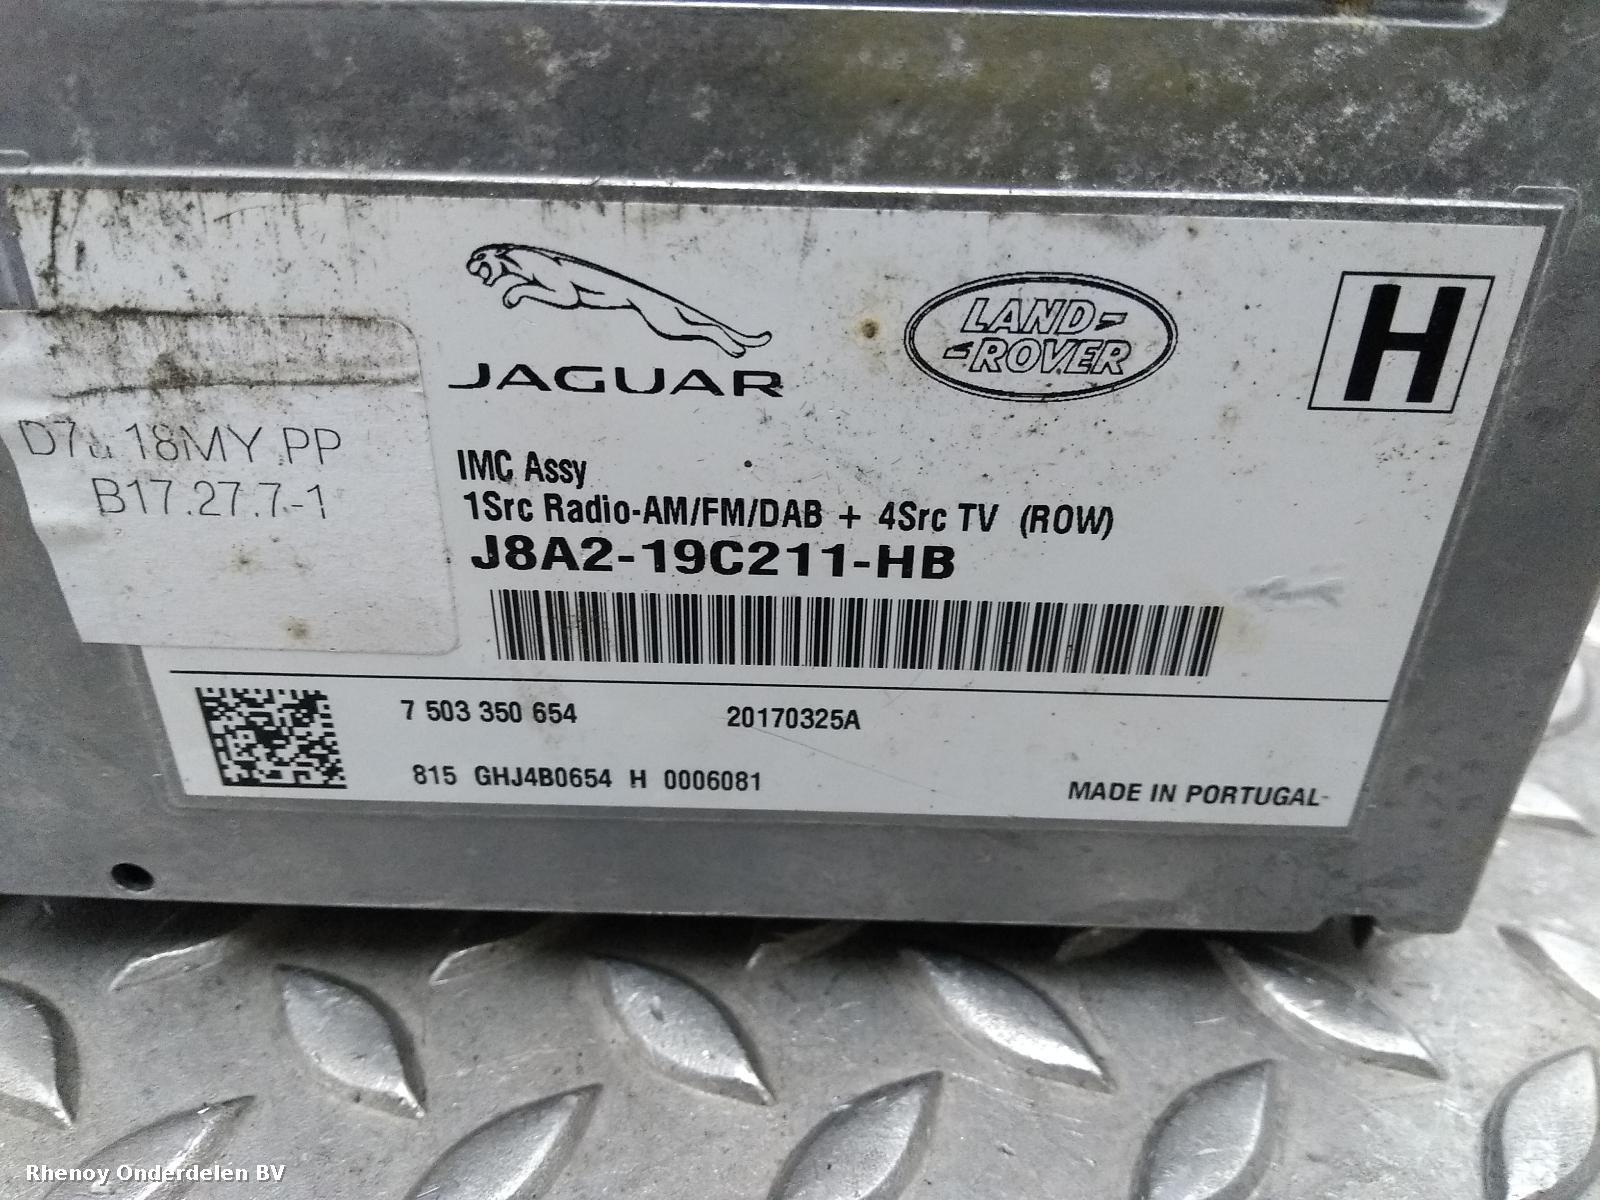 JAGUAR
LAND-
-ROVER
H
D7u 18MY PP
B17.27.7-1
IMC Assy
1Src Radio-AM/FM/DAB + 4Src TV (ROW)
J8A2-19C211-HB
7 503 350 654 20170325A
815 GHJ4B0654 H 0006081
MADE IN PORTUGAL
Rhenoy Onderdelen BV